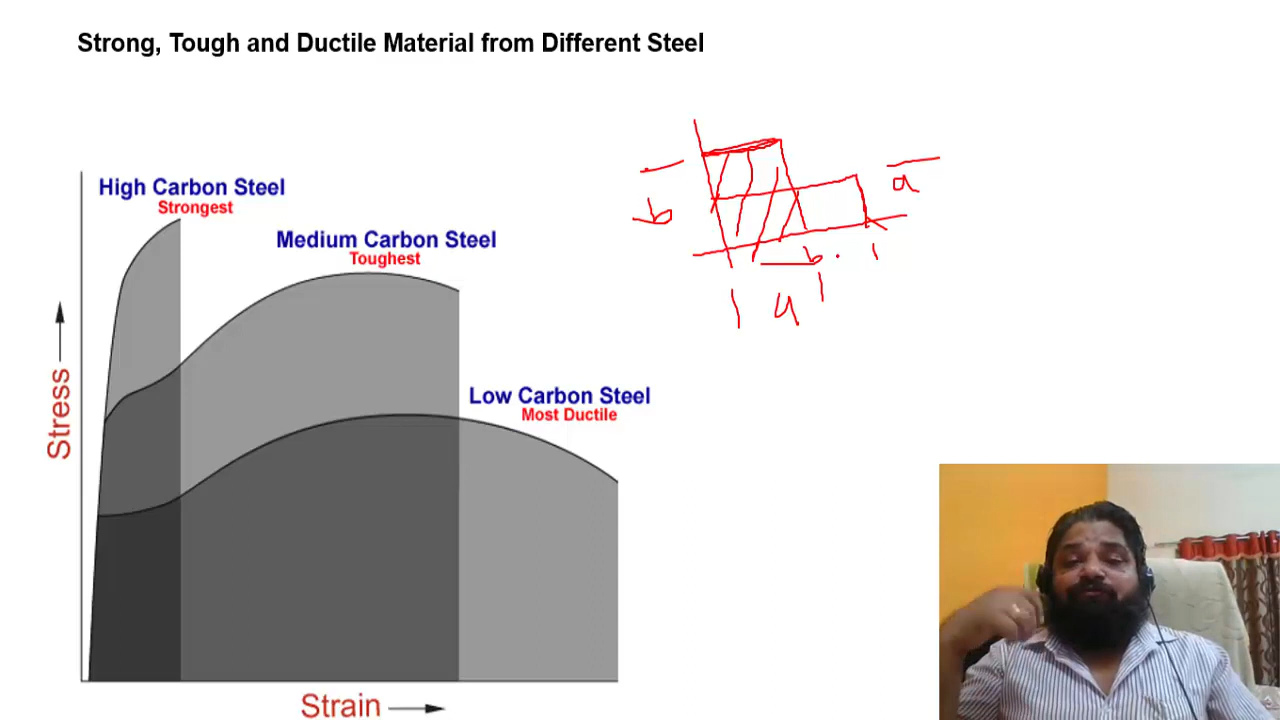 Strong, Tough and Ductile Material from Different Steel
High Carbon Steel
Strongest
Medium Carbon Steel
Toughest
Low Carbon Steel
Most Ductile
Stress
Strain
b
a
b
a